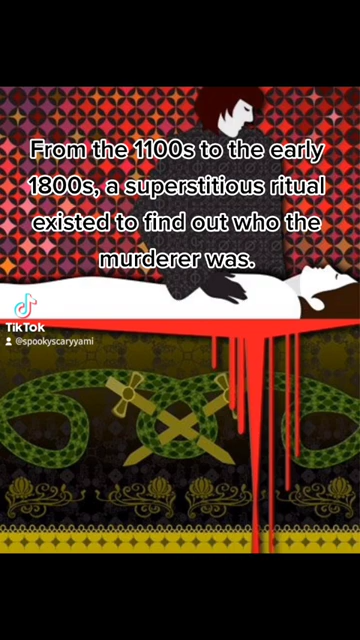 From the 1100s to the early
1800s, a superstitious ritual
existed to find out who the
murderer was.
TikTok
@spookyscaryyami